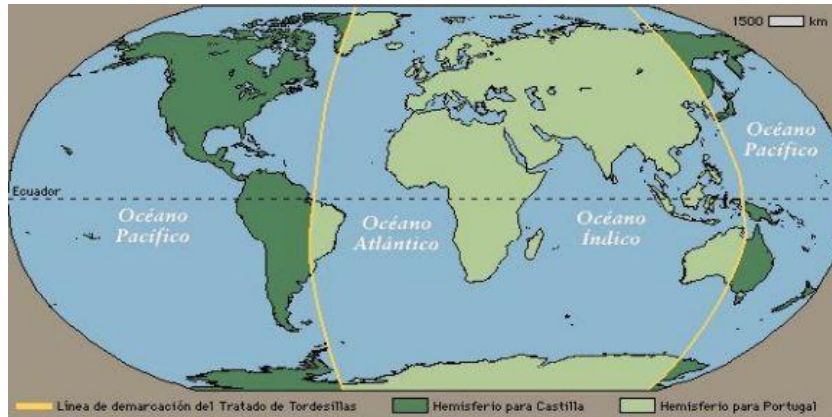 1500 km
Océano
Pacífico
Ecuador
Océano
Pacífico
Océano
Atlántico
Océano
Índico
Línea de demarcación del Tratado de Tordesillas
Hemisferio para Castilla
Hemisferio para Portugal